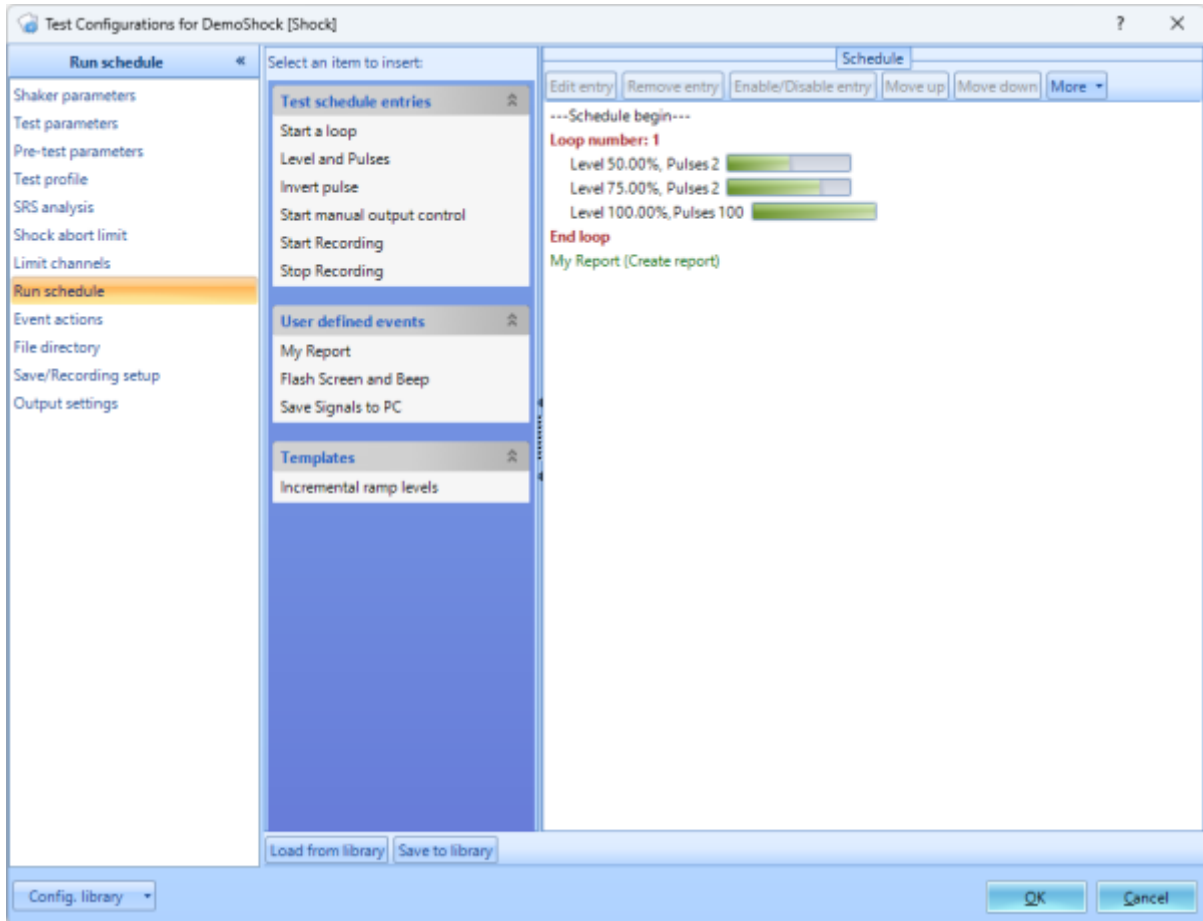 Test Configurations for DemoShock [Shock]
?
Run schedule «
Shaker parameters
Test parameters
Pre-test parameters
Test profile
SRS analysis
Shock abort limit
Limit channels
Run schedule
Event actions
File directory
Save/Recording setup
Output settings
Select an item to insert:
Test schedule entries
Start a loop
Level and Pulses
Invert pulse
Start manual output control
Start Recording
Stop Recording
User defined events
My Report
Flash Screen and Beep
Save Signals to PC
Templates
Incremental ramp levels
Schedule
Edit entry Remove entry Enable/Disable entry Move up Move down More
---Schedule begin---
Loop number: 1
Level 50.00%, Pulses 2
Level 75.00%, Pulses 2
Level 100.00%, Pulses 100
End loop
My Report (Create report)
Load from library Save to library
Config. library
OK Cancel